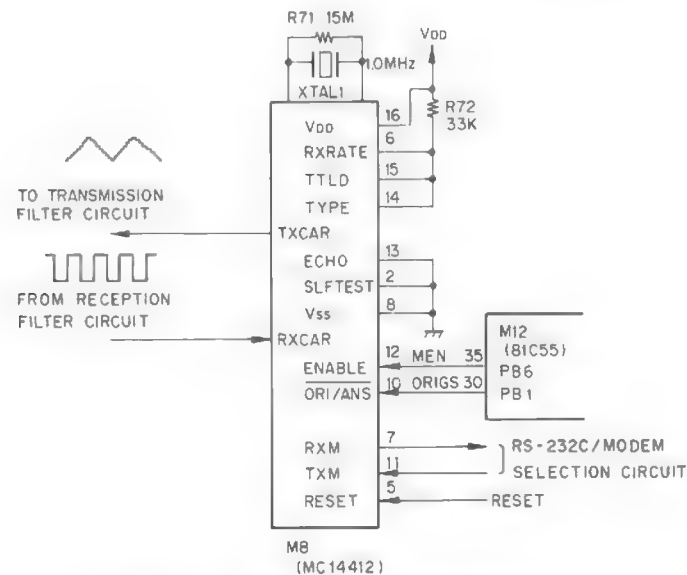 R71 15M
VDD
1.0MHz
XTAL1
R72
33K
VDD 16
RXRATE 6
TTLD 15
TYPE 14
TO TRANSMISSION
FILTER CIRCUIT
TXCAR
ECHO 13
SLFTEST 2
VSS 8
FROM RECEPTION
FILTER CIRCUIT
RXCAR
M12
(81C55)
ENABLE 12 MEN 35 PB6
ORI/ANS 10 ORIGS 30 PB1
RXM 7 RS-232C/MODEM
TXM 11 SELECTION CIRCUIT
RESET 5 RESET
M8
(MC14412)